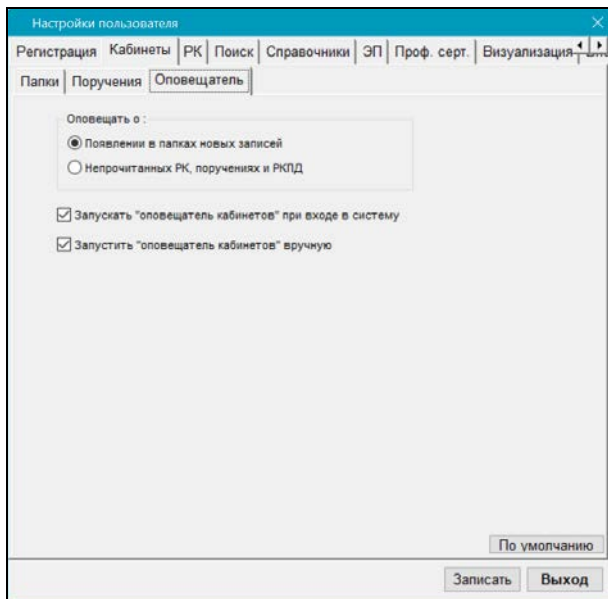 Настройки пользователя
Регистрация Кабинеты РК Поиск Справочники ЭП Проф. серт. Визуализация
Папки Поручения Оповещатель
Оповещать о :
Появлении в папках новых записей
Непрочитанных РК, поручениях и РКПД
Запускать "оповещатель кабинетов" при входе в систему
Запустить "оповещатель кабинетов" вручную
По умолчанию
Записать Выход